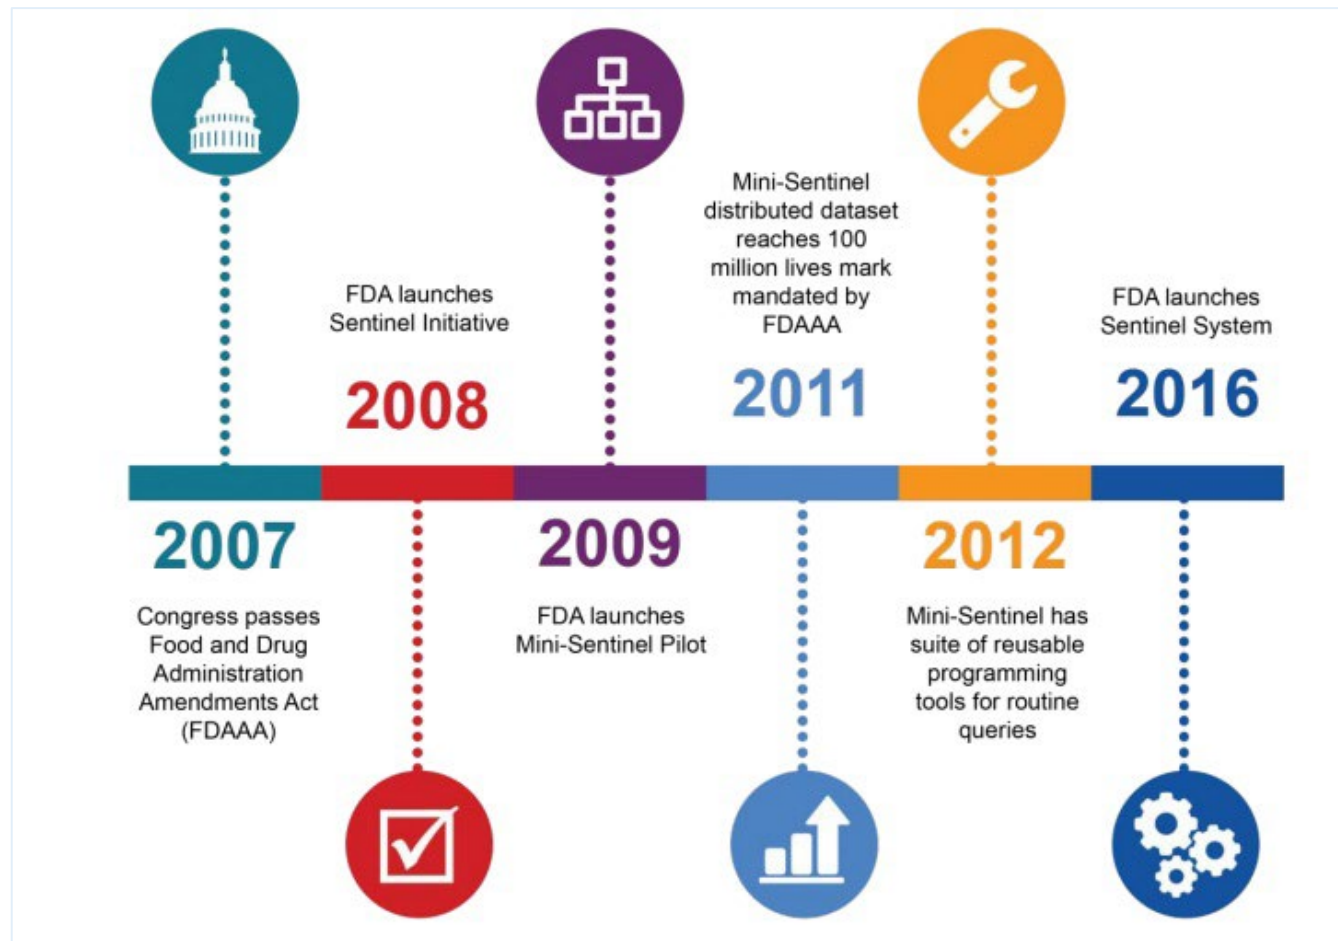 2007
Congress passes
Food and Drug
Administration
Amendments Act
(FDAAA)
FDA launches
Sentinel Initiative
2008
2009
FDA launches
Mini-Sentinel Pilot
Mini-Sentinel
distributed dataset
reaches 100
million lives mark
mandated by
FDAAA
2011
2012
Mini-Sentinel has
suite of reusable
programming
tools for routine
queries
FDA launches
Sentinel System
2016